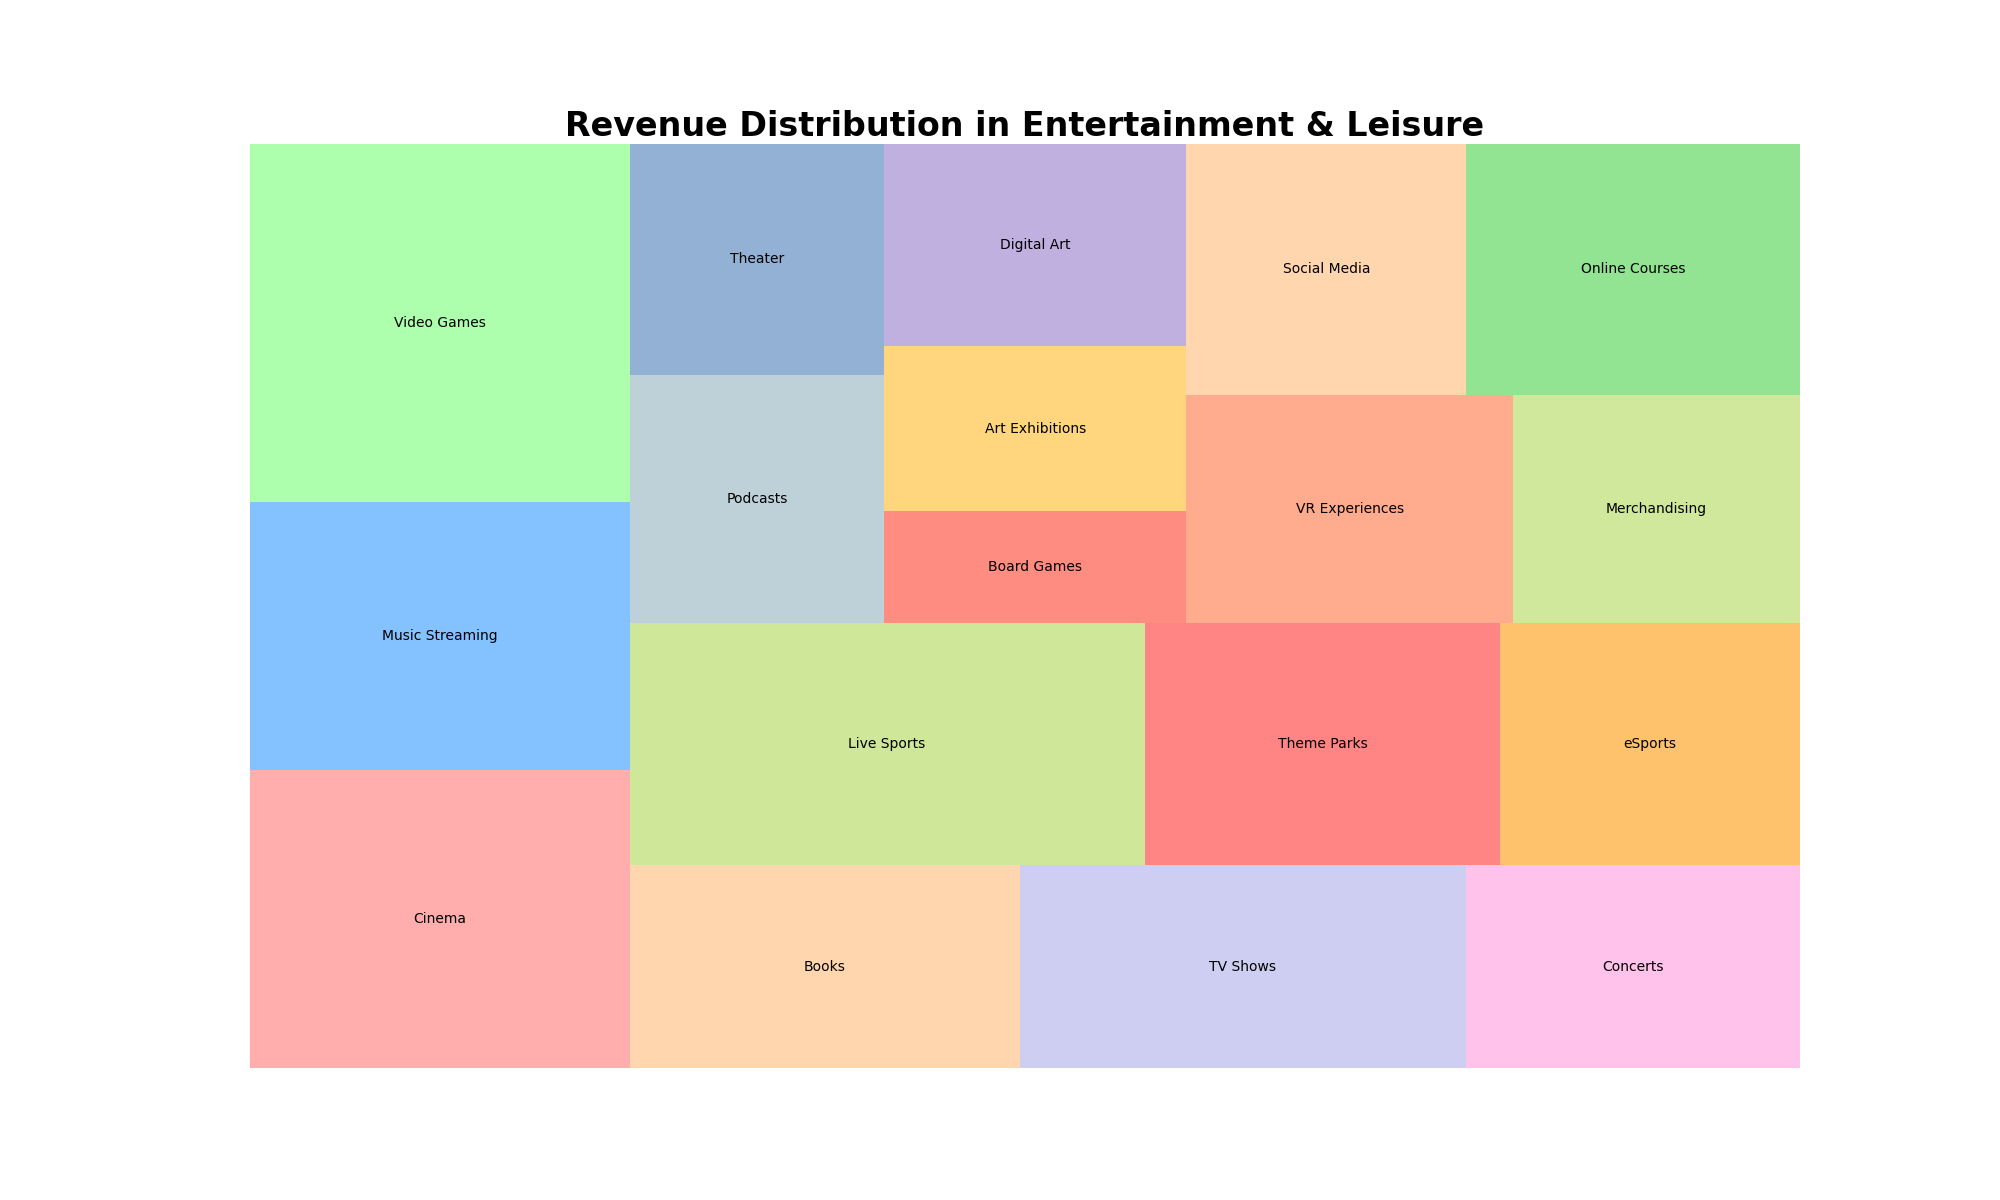 Revenue Distribution in Entertainment & Leisure
Video Games
Theater
Digital Art
Social Media
Online Courses
Art Exhibitions
Podcasts
VR Experiences
Merchandising
Board Games
Music Streaming
Live Sports
Theme Parks
eSports
Cinema
Books
TV Shows
Concerts